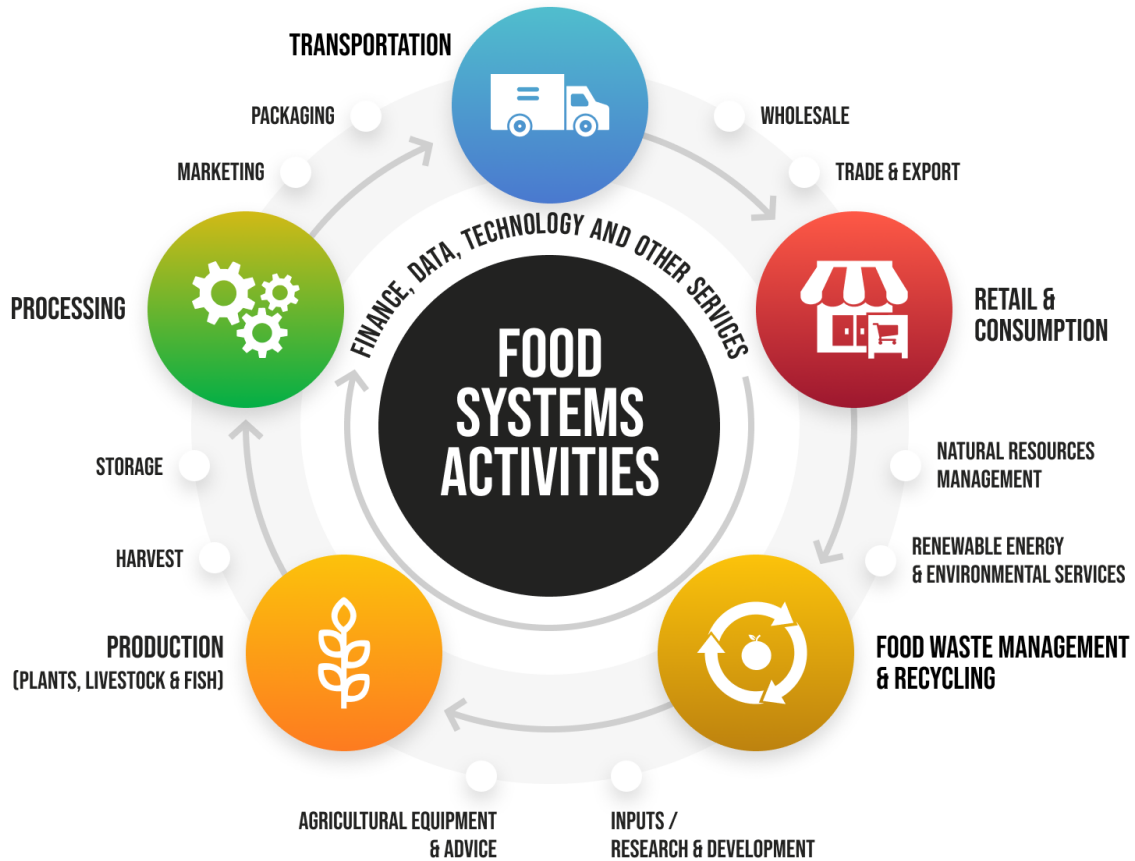 TRANSPORTATION
PACKAGING
WHOLESALE
MARKETING
TRADE & EXPORT
FINANCE, DATA, TECHNOLOGY AND OTHER SERVICES
PROCESSING
RETAIL &
CONSUMPTION
FOOD
SYSTEMS
ACTIVITIES
STORAGE
NATURAL RESOURCES
MANAGEMENT
HARVEST
RENEWABLE ENERGY
& ENVIRONMENTAL SERVICES
PRODUCTION
(PLANTS, LIVESTOCK & FISH)
FOOD WASTE MANAGEMENT
& RECYCLING
AGRICULTURAL EQUIPMENT
& ADVICE
INPUTS /
RESEARCH & DEVELOPMENT